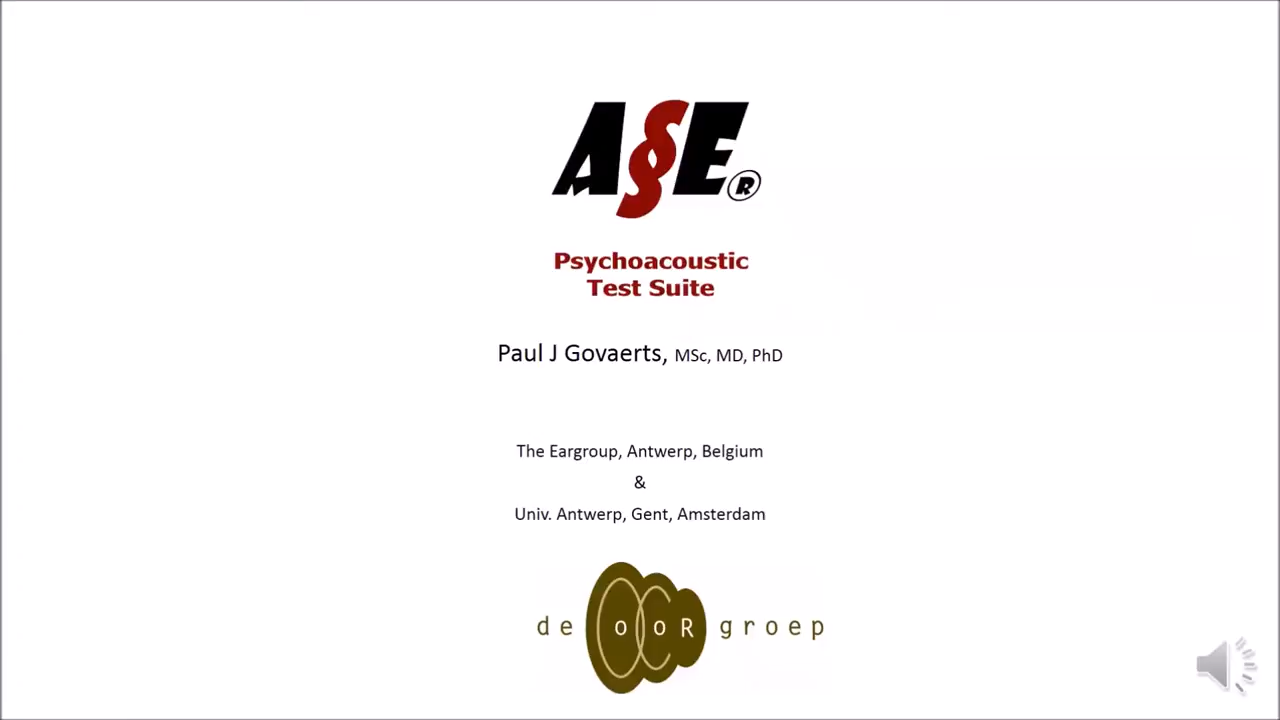 A§E®
Psychoacoustic
Test Suite
Paul J Govaerts, MSc, MD, PhD
The Eargroup, Antwerp, Belgium
&
Univ. Antwerp, Gent, Amsterdam
de ooR groep